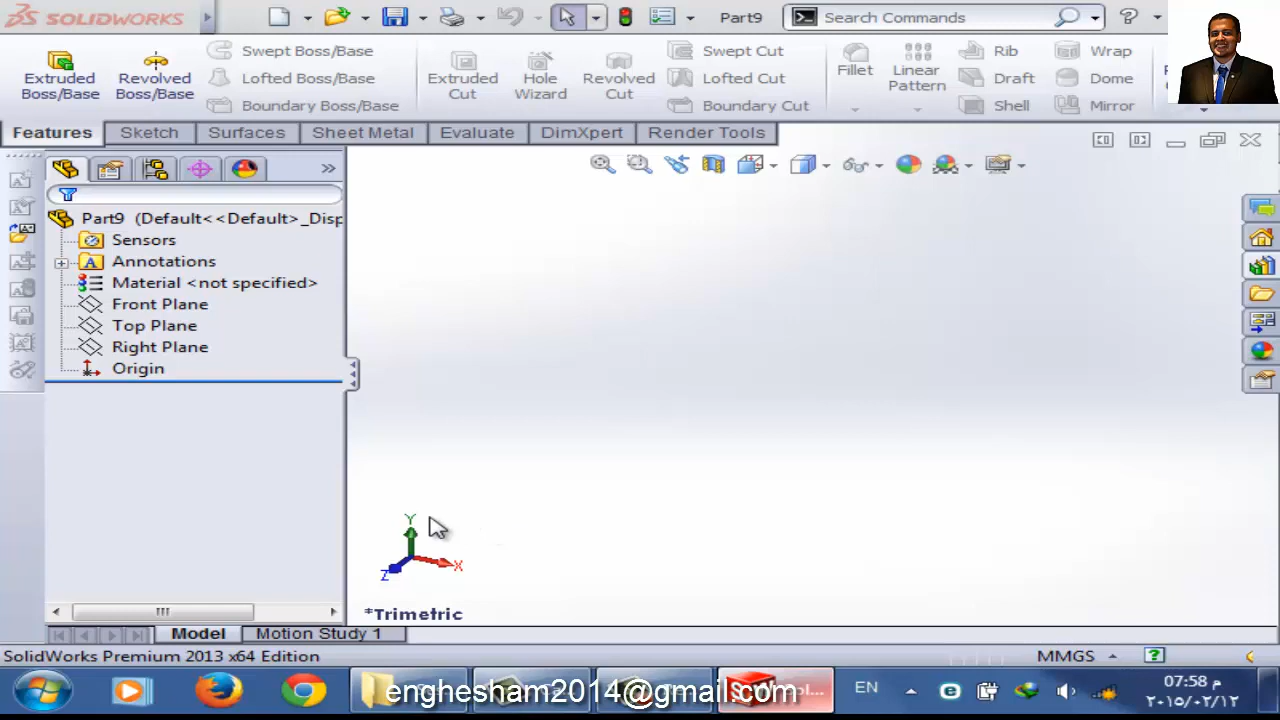 SOLIDWORKS
Part9
Search Commands
Extruded Boss/Base
Revolved Boss/Base
Swept Boss/Base
Lofted Boss/Base
Boundary Boss/Base
Extruded Cut
Hole Wizard
Revolved Cut
Swept Cut
Lofted Cut
Boundary Cut
Fillet
Linear Pattern
Rib
Draft
Shell
Wrap
Dome
Mirror
Features Sketch Surfaces Sheet Metal Evaluate DimXpert Render Tools
Part9 (Default<<Default>_Disp
Sensors
Annotations
Material <not specified>
Front Plane
Top Plane
Right Plane
Origin
Y
X
Z
*Trimetric
Model Motion Study 1
SolidWorks Premium 2013 x64 Edition
MMGS
enghesham2014@gmail.com
EN
07:58 م
٢٠١٥/٠٢/١٢